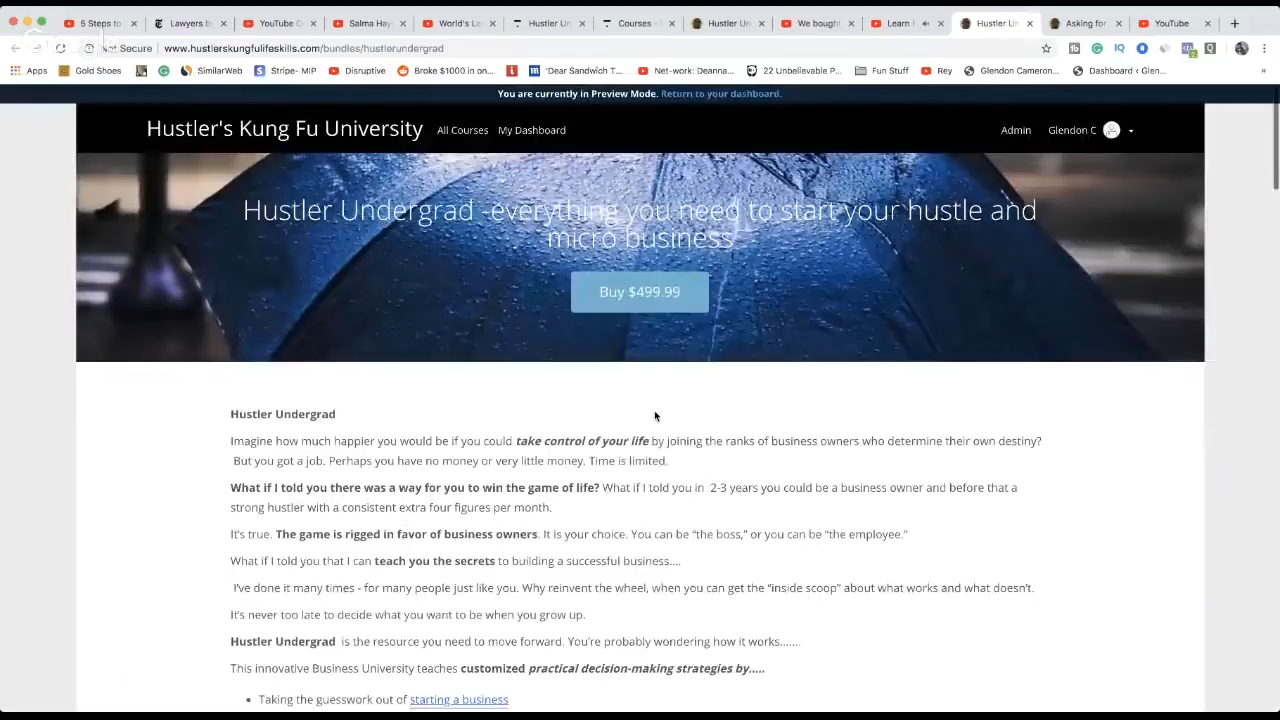 5 Steps to
Lawyers b
YouTube C
Salma Hay
World's Le
Hustler Un
Courses
Hustler Un
We bought
Learn
Hustler Un
Asking for
YouTube
Not Secure
www.hustlerskungfulifeskills.com/bundles/hustlerundergrad
Apps
Gold Shoes
SimilarWeb
Stripe- MIP
Disruptive
Broke $1000 in on...
'Dear Sandwich T...
Net-work: Deanna...
22 Unbelievable P...
Fun Stuff
Rey
Glendon Cameron...
Dashboard ‹ Glen...
You are currently in Preview Mode. Return to your dashboard.
Hustler's Kung Fu University
All Courses
My Dashboard
Admin
Glendon C
Hustler Undergrad -everything you need to start your hustle and
micro business
Buy $499.99
Hustler Undergrad
Imagine how much happier you would be if you could take control of your life by joining the ranks of business owners who determine their own destiny?
But you got a job. Perhaps you have no money or very little money. Time is limited.
What if I told you there was a way for you to win the game of life? What if I told you in 2-3 years you could be a business owner and before that a
strong hustler with a consistent extra four figures per month.
It's true. The game is rigged in favor of business owners. It is your choice. You can be “the boss,” or you can be “the employee.”
What if I told you that I can teach you the secrets to building a successful business....
I've done it many times - for many people just like you. Why reinvent the wheel, when you can get the “inside scoop” about what works and what doesn't.
It's never too late to decide what you want to be when you grow up.
Hustler Undergrad is the resource you need to move forward. You're probably wondering how it works.......
This innovative Business University teaches customized practical decision-making strategies by.....
• Taking the guesswork out of starting a business